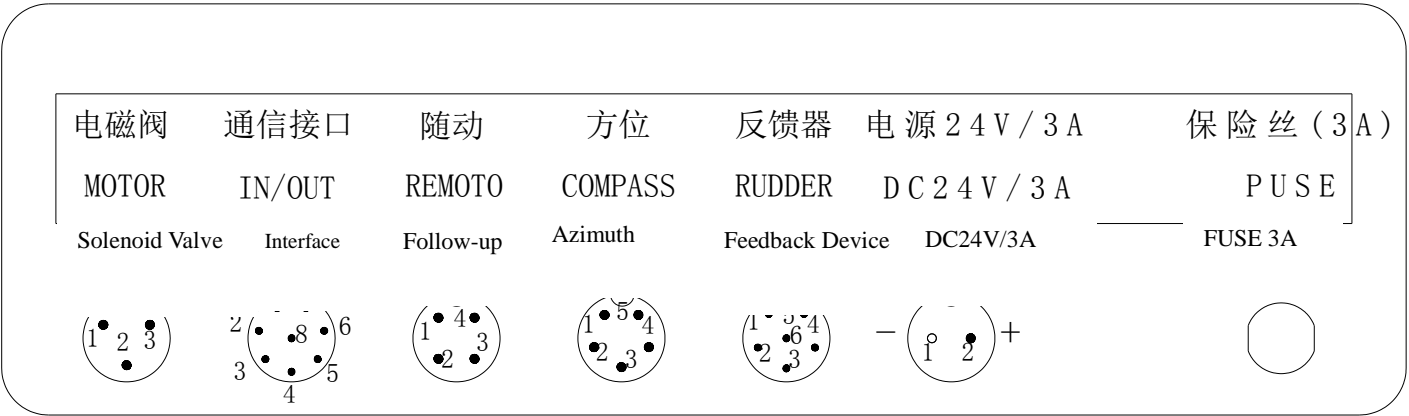 电磁阀 通信接口 随动 方位 反馈器 电源24V/3A 保险丝(3A)
MOTOR IN/OUT REMOTO COMPASS RUDDER DC24V/3A PUSE
Solenoid Valve Interface Follow-up Azimuth Feedback Device DC24V/3A FUSE 3A
1 2 3
2 8 6 3 5 4
1 4 3 2
1 5 4 2 3
1 5 4 6 2 3
- 1 2 +